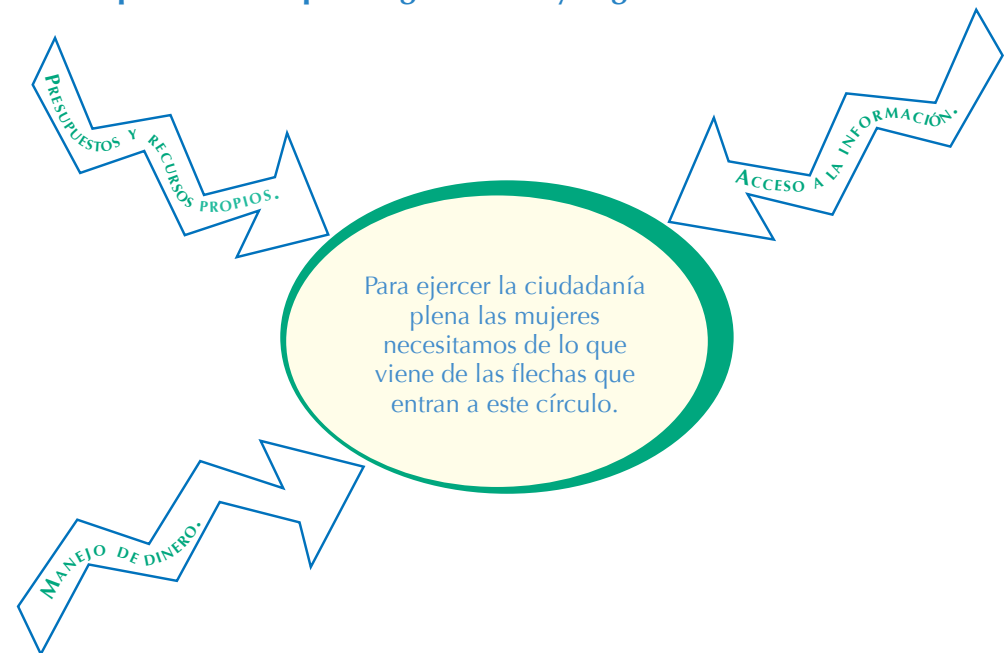 PRESUPUESTOS Y RECURSOS PROPIOS.
ACCESO A LA INFORMACIÓN.
Para ejercer la ciudadanía
plena las mujeres
necesitamos de lo que
viene de las flechas que
entran a este círculo.
MANEJO DE DINERO.